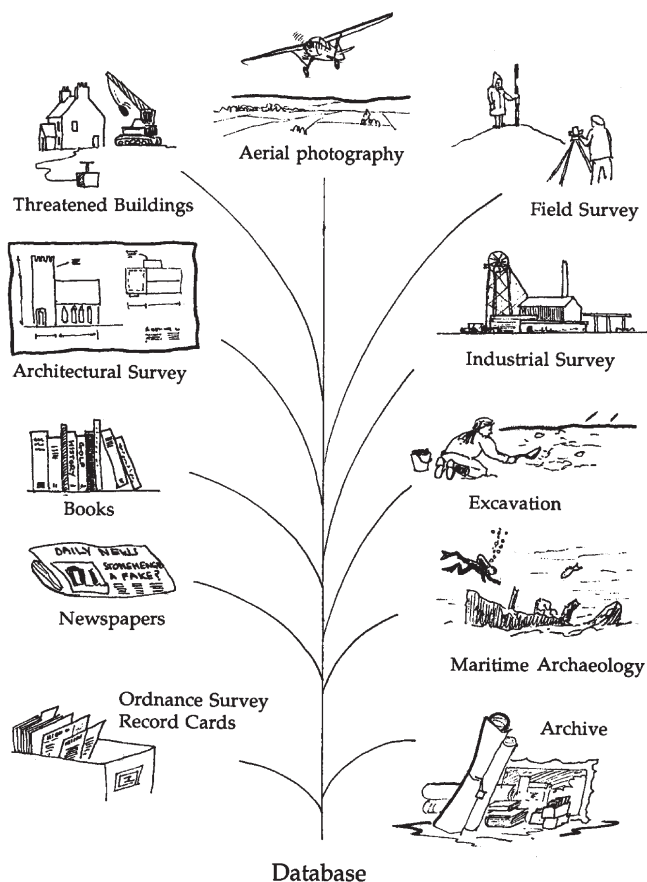 Aerial photography
Threatened Buildings
Field Survey
Architectural Survey
Industrial Survey
HISTORY
Books
Excavation
DAILY NEWS
STONEHENGE
A FAKE?
Newspapers
Maritime Archaeology
Ordnance Survey
Record Cards
Archive
Database